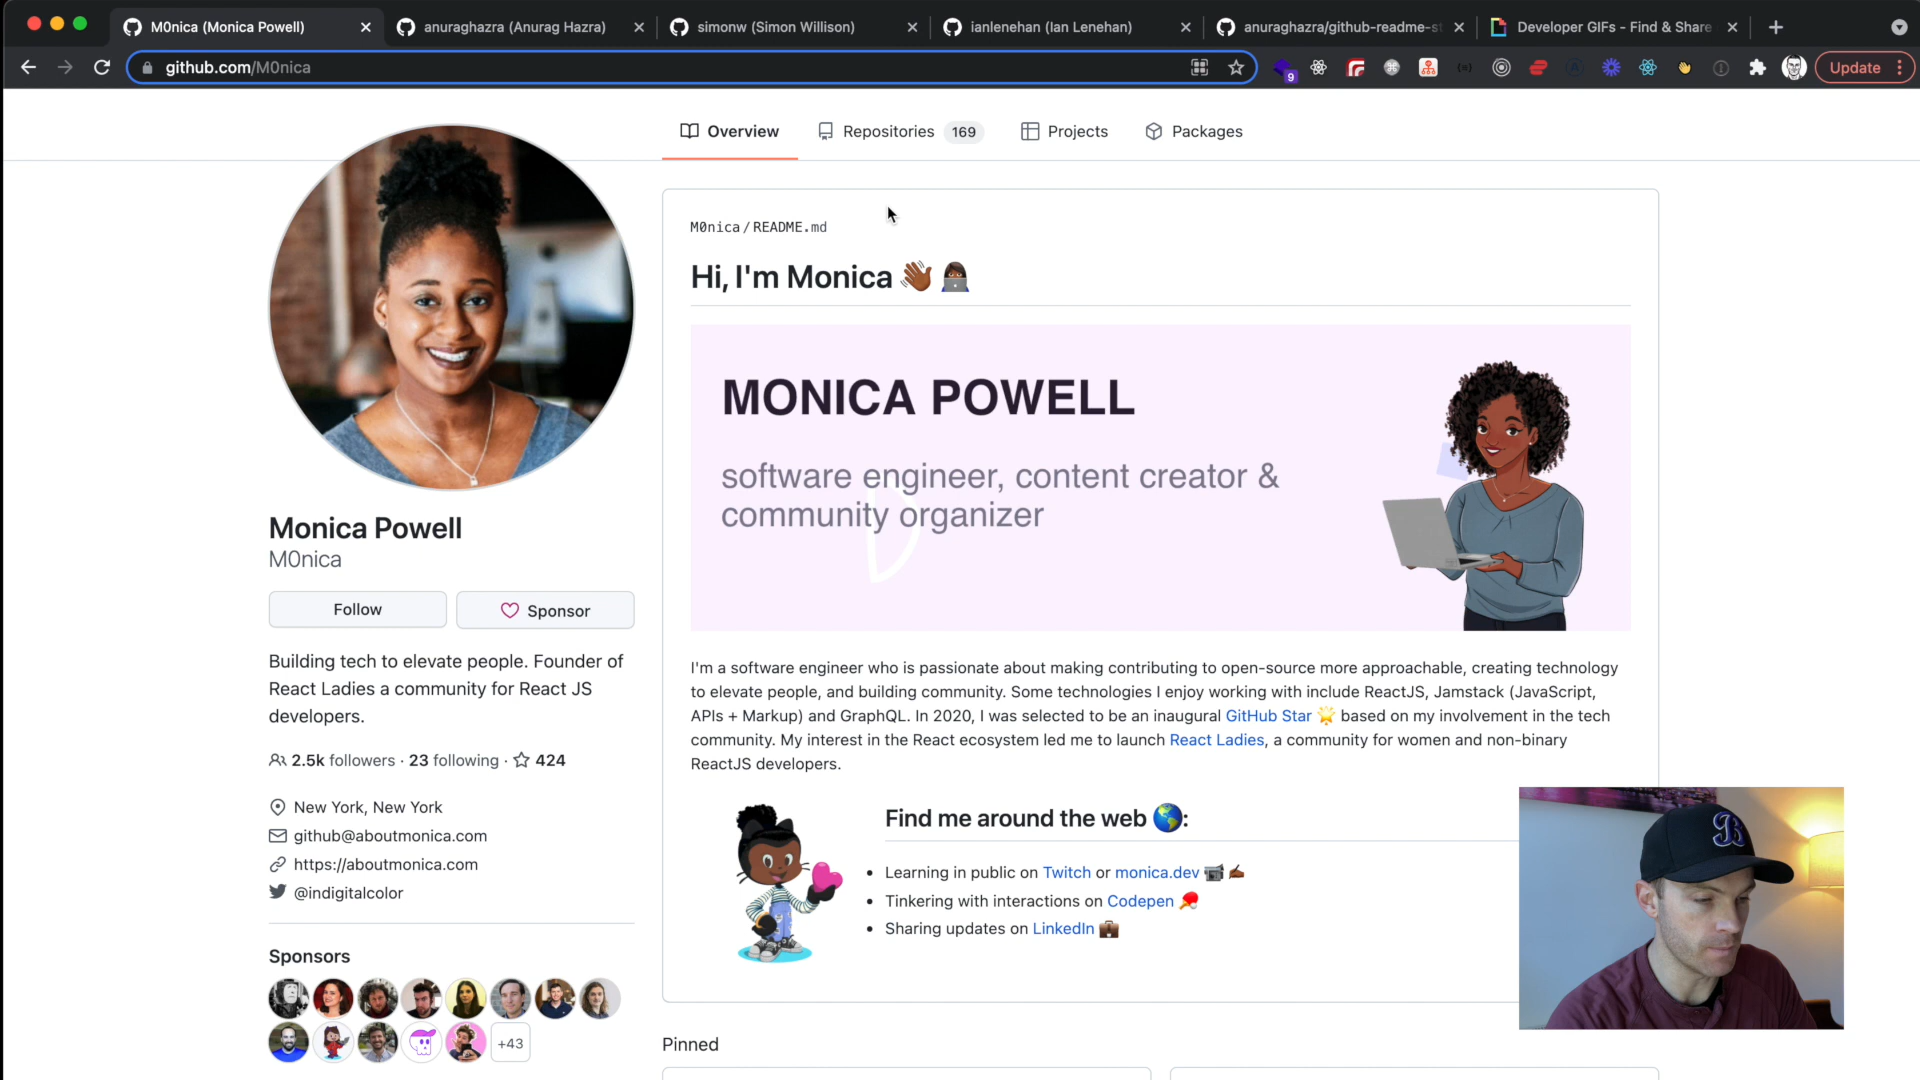 M0nica (Monica Powell)
anuraghazra (Anurag Hazra)
simonw (Simon Willison)
ianlenehan (Ian Lenehan)
anuraghazra/github-readme-st
Developer GIFs - Find & Share
github.com/M0nica
9
Update
Overview
Repositories 169
Projects
Packages
M0nica / README.md
Hi, I'm Monica 👋🏾 👩🏾‍💻
MONICA POWELL
software engineer, content creator &
community organizer
Monica Powell
M0nica
Follow
Sponsor
Building tech to elevate people. Founder of
React Ladies a community for React JS
developers.
2.5k followers · 23 following · 424
New York, New York
github@aboutmonica.com
https://aboutmonica.com
@indigitalcolor
Sponsors
+43
I'm a software engineer who is passionate about making contributing to open-source more approachable, creating technology
to elevate people, and building community. Some technologies I enjoy working with include ReactJS, Jamstack (JavaScript,
APIs + Markup) and GraphQL. In 2020, I was selected to be an inaugural GitHub Star 🌟 based on my involvement in the tech
community. My interest in the React ecosystem led me to launch React Ladies, a community for women and non-binary
ReactJS developers.
Find me around the web 🌎:
• Learning in public on Twitch or monica.dev 📹 ✍🏾
• Tinkering with interactions on Codepen 🏓
• Sharing updates on LinkedIn 💼
Pinned